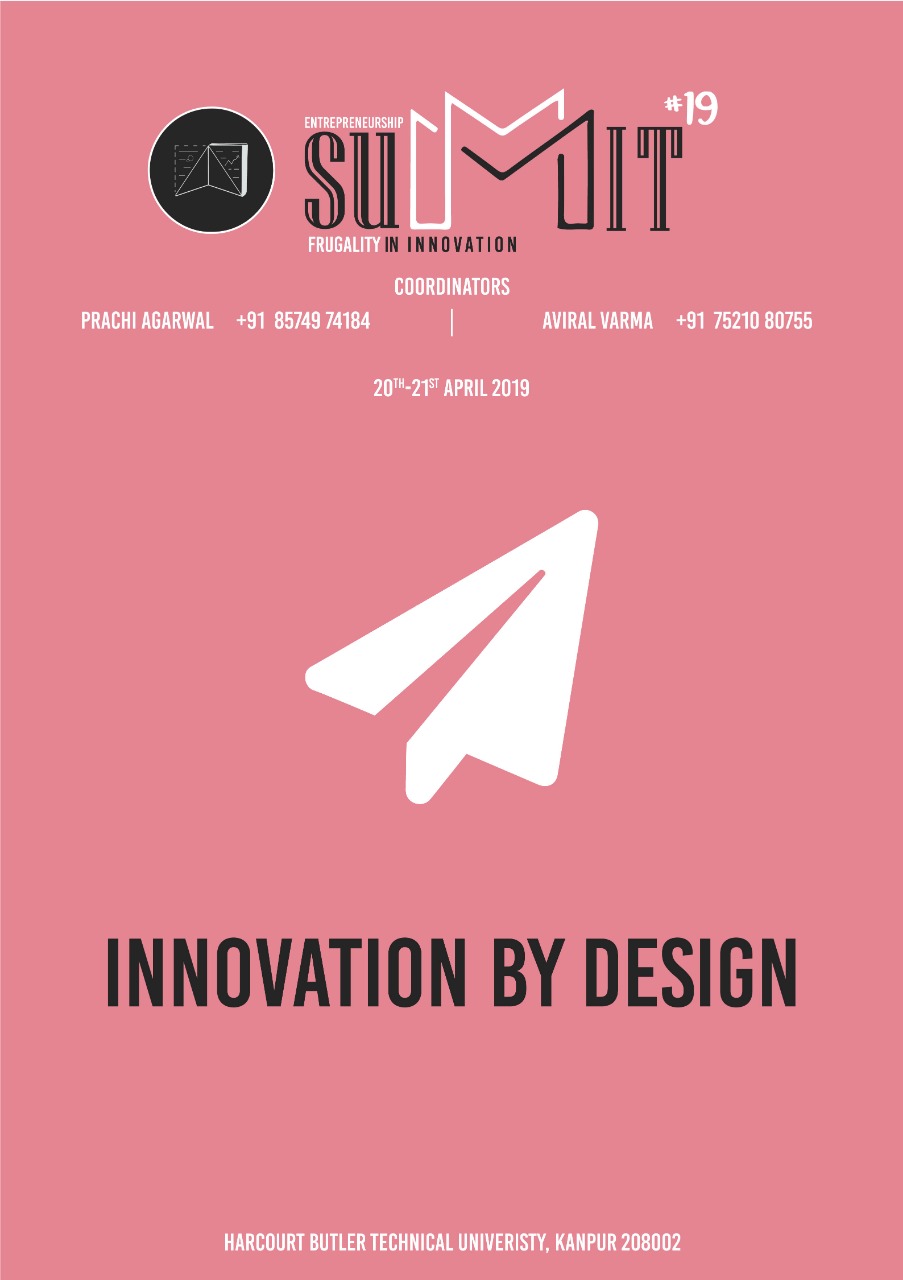 #19
ENTREPRENEURSHIP
SUMMIT
FRUGALITY IN INNOVATION
COORDINATORS
PRACHI AGARWAL +91 85749 74184 | AVIRAL VARMA +91 75210 80755
20TH-21ST APRIL 2019
INNOVATION BY DESIGN
HARCOURT BUTLER TECHNICAL UNIVERISTY, KANPUR 208002